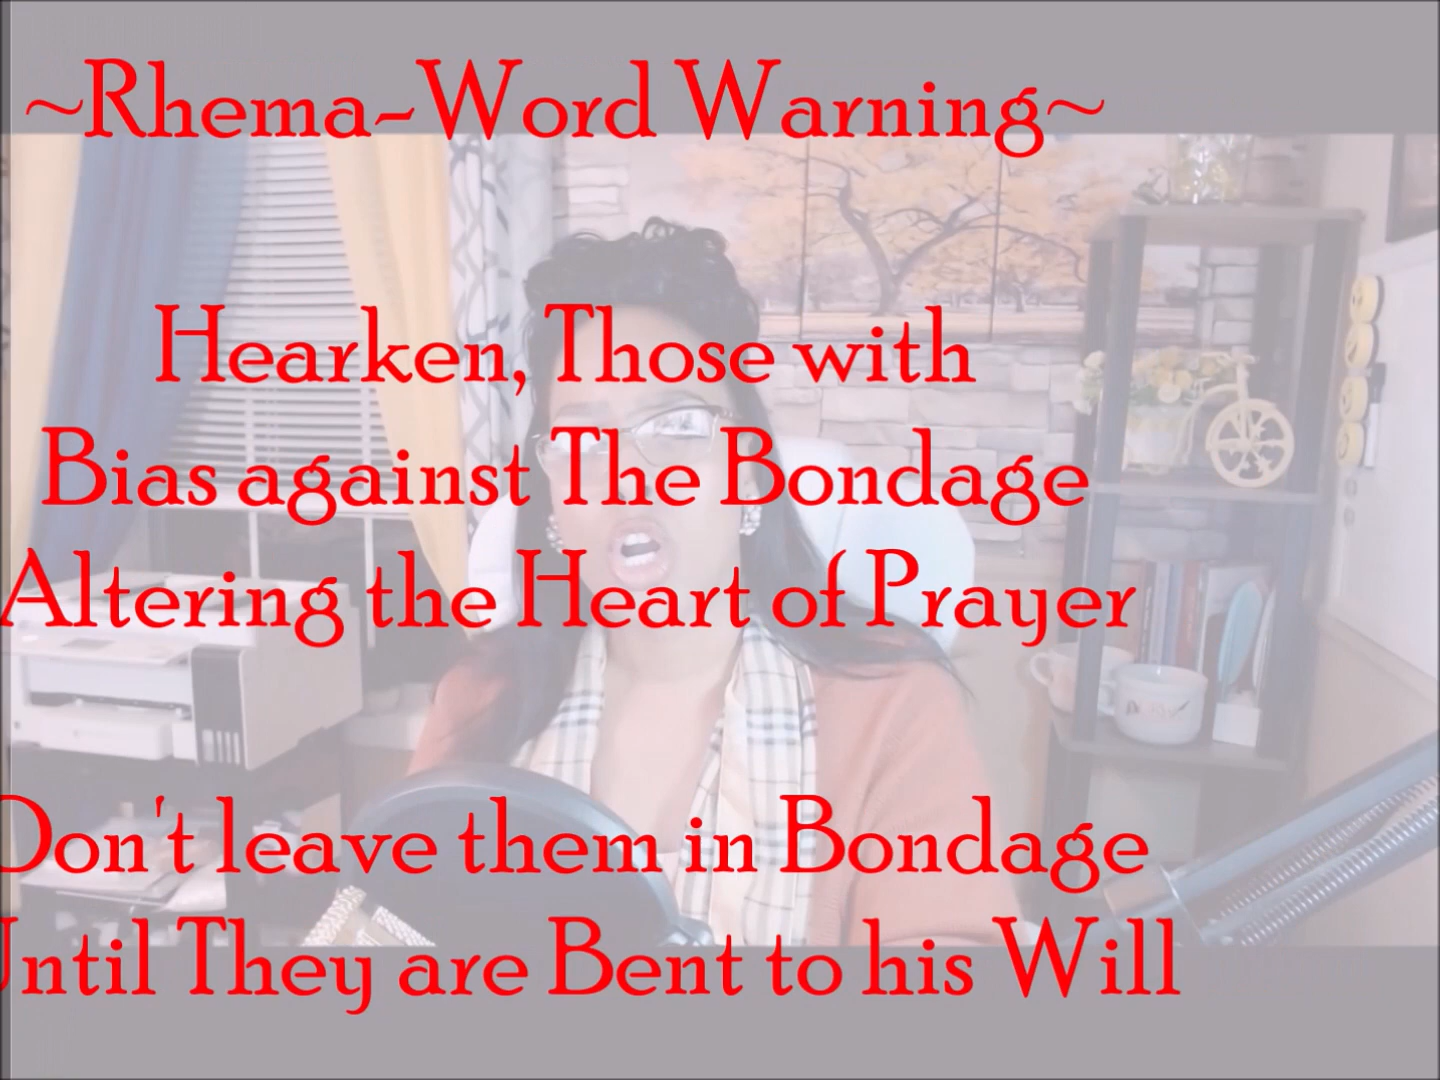 ~Rhema-Word Warning~
Hearken, Those with
Bias against The Bondage
Altering the Heart of Prayer
Don't leave them in Bondage
Until They are Bent to his Will